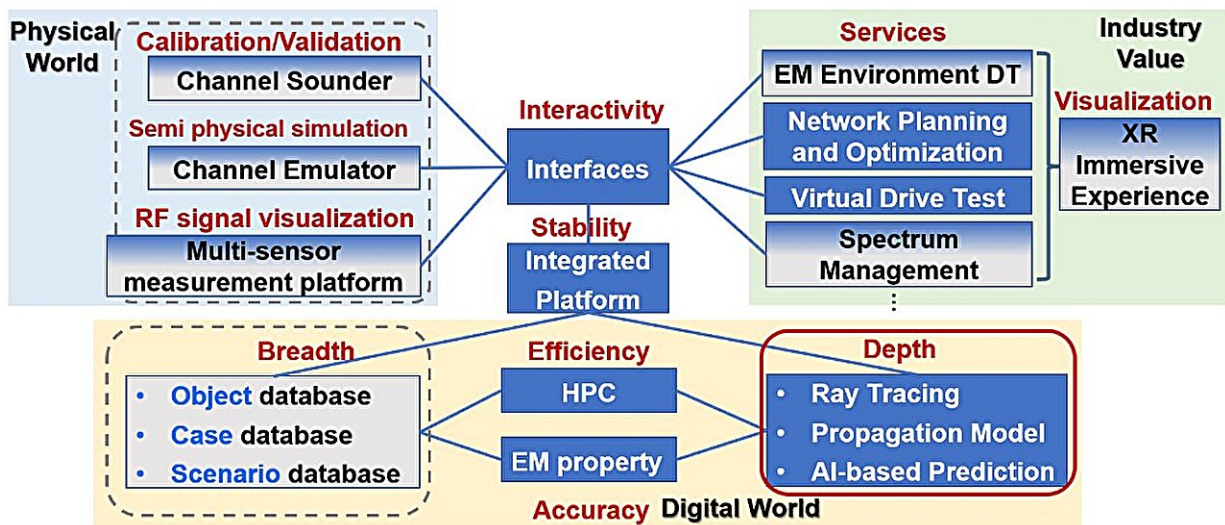 Physical
World
Calibration/Validation
Channel Sounder
Semi physical simulation
Channel Emulator
RF signal visualization
Multi-sensor
measurement platform
Interactivity
Interfaces
Stability
Integrated
Platform
Services
Industry
Value
EM Environment DT
Network Planning
and Optimization
Virtual Drive Test
Spectrum
Management
⋮
Visualization
XR
Immersive
Experience
Breadth
• Object database
• Case database
• Scenario database
Efficiency
HPC
EM property
Accuracy
Digital World
Depth
• Ray Tracing
• Propagation Model
• AI-based Prediction